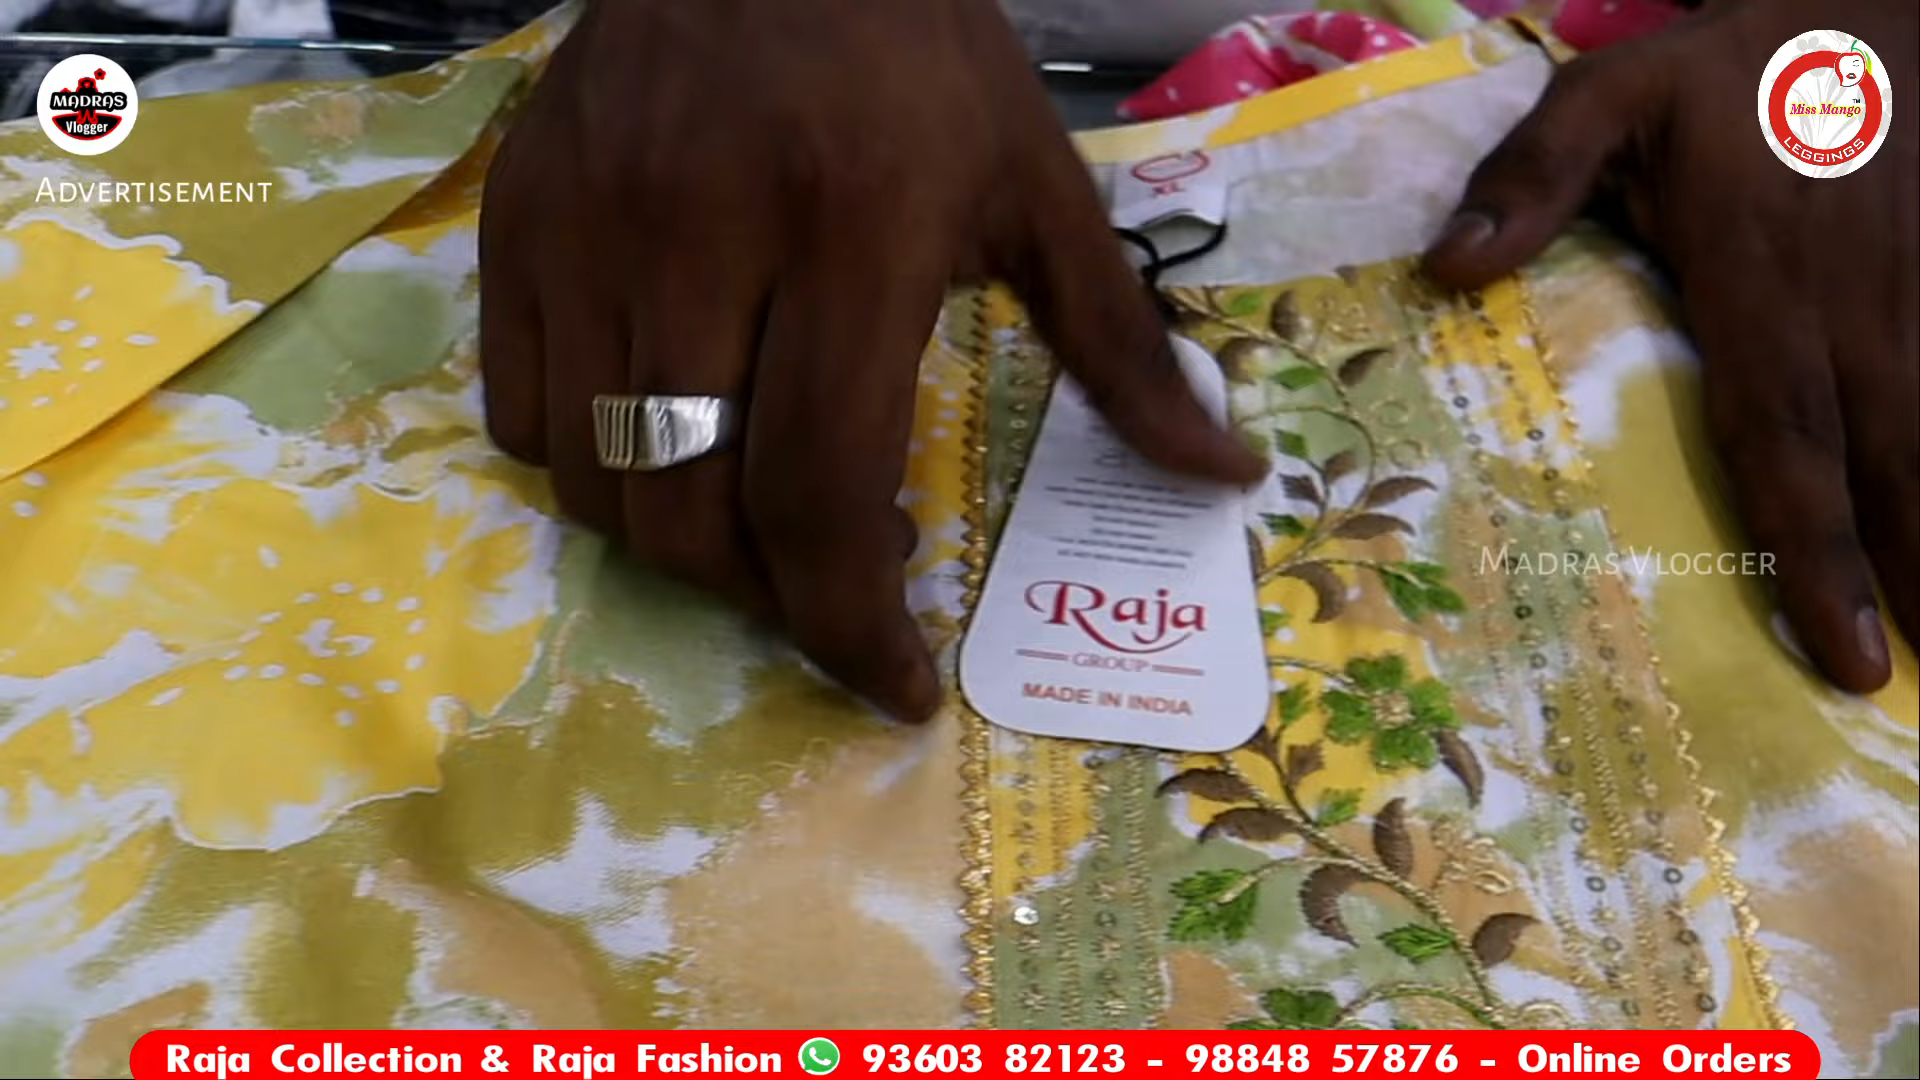 MADRAS
Vlogger
ADVERTISEMENT
Miss Mango™
LEGGINGS
XL
Raja
GROUP
MADE IN INDIA
MADRAS VLOGGER
Raja Collection & Raja Fashion 93603 82123 - 98848 57876 - Online Orders